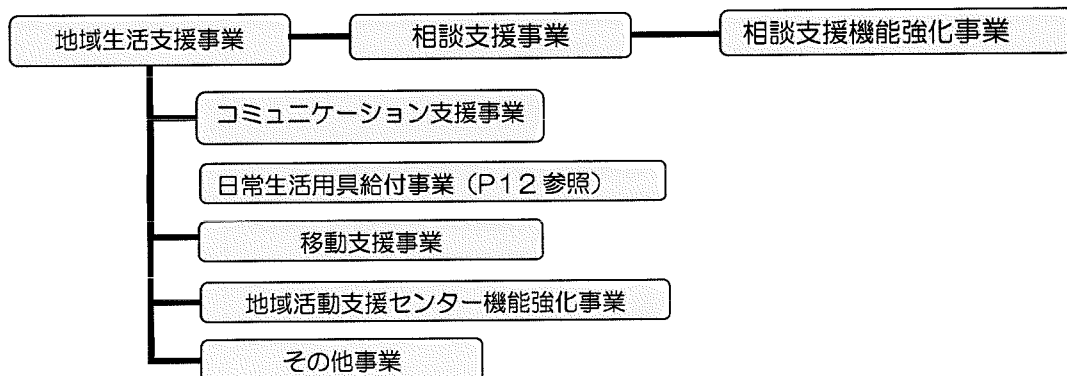 地域生活支援事業
相談支援事業
相談支援機能強化事業
コミュニケーション支援事業
日常生活用具給付事業（P12参照）
移動支援事業
地域活動支援センター機能強化事業
その他事業